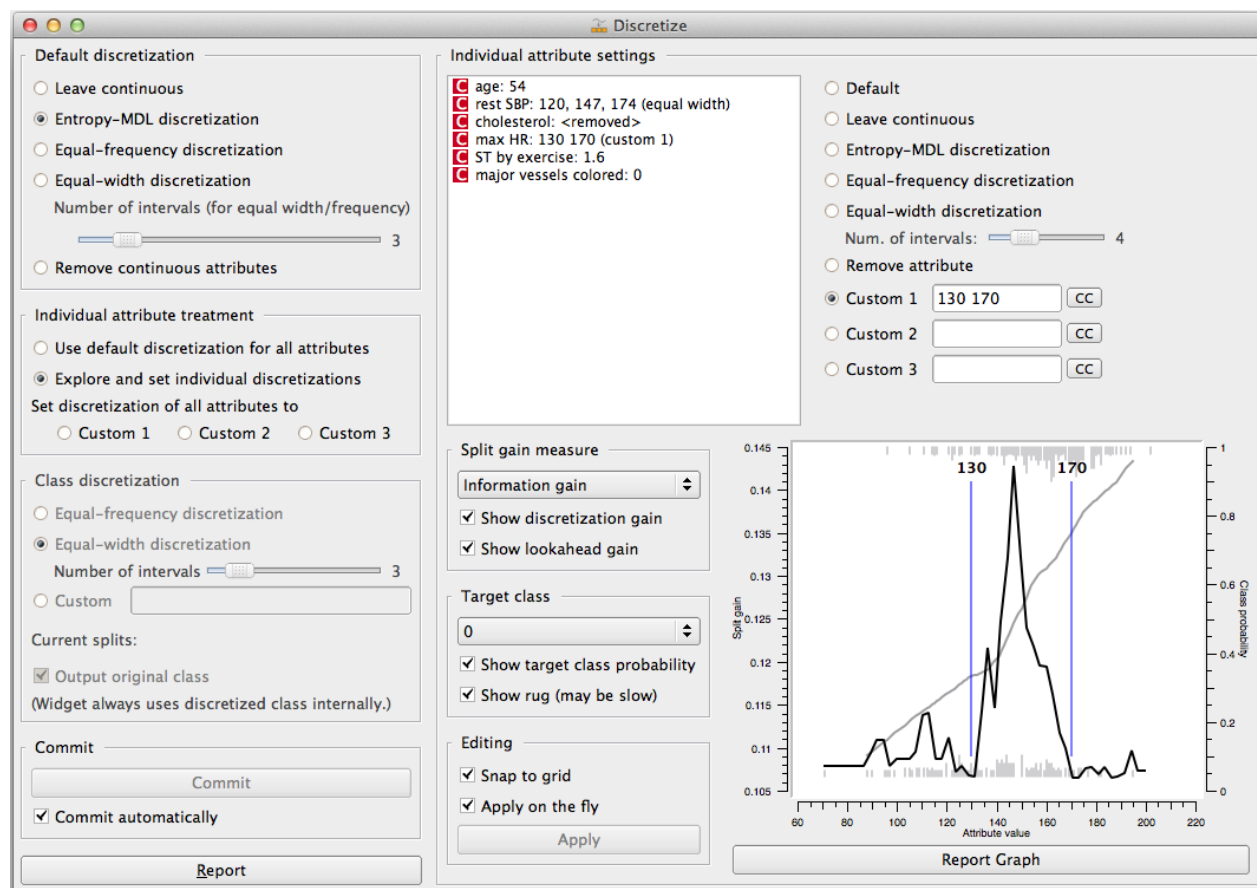 Discretize
Default discretization
Leave continuous
Entropy-MDL discretization
Equal-frequency discretization
Equal-width discretization
Number of intervals (for equal width/frequency)
3
Remove continuous attributes
Individual attribute treatment
Use default discretization for all attributes
Explore and set individual discretizations
Set discretization of all attributes to
Custom 1 Custom 2 Custom 3
Class discretization
Equal-frequency discretization
Equal-width discretization
Number of intervals 3
Custom
Current splits:
Output original class
(Widget always uses discretized class internally.)
Commit
Commit
Commit automatically
Report
Individual attribute settings
C age: 54
C rest SBP: 120, 147, 174 (equal width)
C cholesterol: <removed>
C max HR: 130 170 (custom 1)
C ST by exercise: 1.6
C major vessels colored: 0
Default
Leave continuous
Entropy-MDL discretization
Equal-frequency discretization
Equal-width discretization
Num. of intervals: 4
Remove attribute
Custom 1 130 170 CC
Custom 2 CC
Custom 3 CC
Split gain measure
Information gain
Show discretization gain
Show lookahead gain
Target class
0
Show target class probability
Show rug (may be slow)
Editing
Snap to grid
Apply on the fly
Apply
0.145
0.14
0.135
0.13
0.125
0.12
0.115
0.11
0.105
Split gain
130 170
1
0.8
0.6
0.4
0.2
0
Class probability
60 80 100 120 140 160 180 200 220
Attribute value
Report Graph